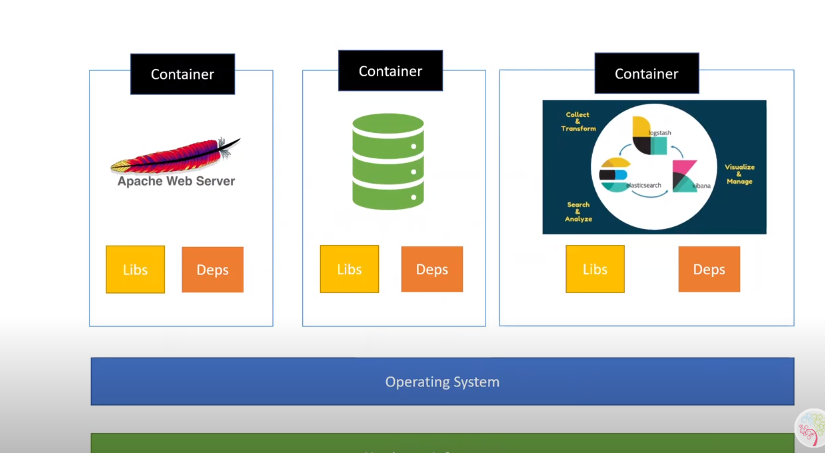 Container
Container
Container
Apache Web Server
Collect
&
Transform
logstash
elasticsearch
kibana
Visualize
&
Manage
Search
&
Analyze
Libs
Deps
Libs
Deps
Libs
Deps
Operating System